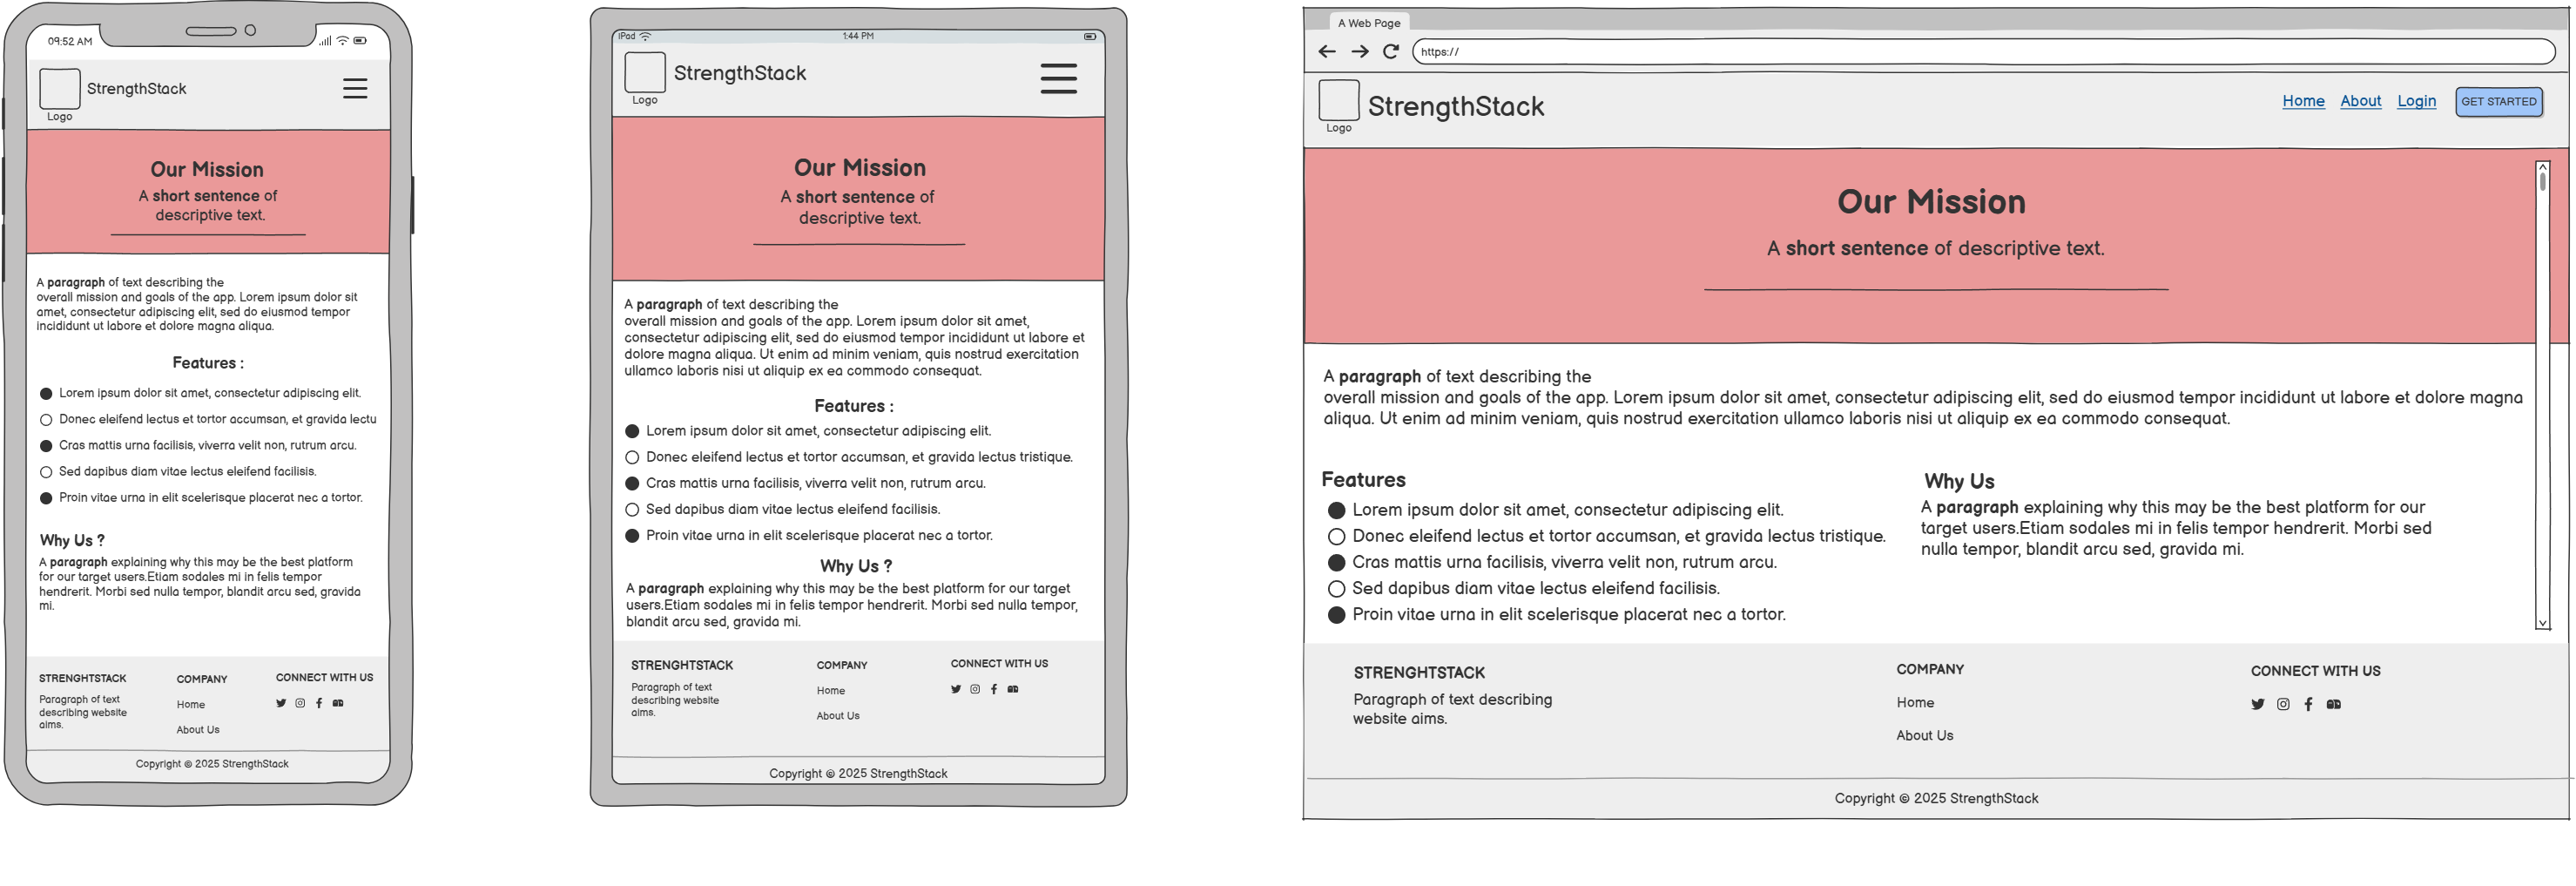 09:52 AM
StrengthStack
Logo
Our Mission
A short sentence of
descriptive text.
A paragraph of text describing the
overall mission and goals of the app. Lorem ipsum dolor sit
amet, consectetur adipiscing elit, sed do eiusmod tempor
incididunt ut labore et dolore magna aliqua.
Features :
Lorem ipsum dolor sit amet, consectetur adipiscing elit.
Donec eleifend lectus et tortor accumsan, et gravida lectu
Cras mattis urna facilisis, viverra velit non, rutrum arcu.
Sed dapibus diam vitae lectus eleifend facilisis.
Proin vitae urna in elit scelerisque placerat nec a tortor.
Why Us ?
A paragraph explaining why this may be the best platform
for our target users.Etiam sodales mi in felis tempor
hendrerit. Morbi sed nulla tempor, blandit arcu sed, gravida
mi.
STRENGHTSTACK
Paragraph of text
describing website
aims.
COMPANY
Home
About Us
CONNECT WITH US
Copyright © 2025 StrengthStack
iPad
1:44 PM
StrengthStack
Logo
Our Mission
A short sentence of
descriptive text.
A paragraph of text describing the
overall mission and goals of the app. Lorem ipsum dolor sit amet,
consectetur adipiscing elit, sed do eiusmod tempor incididunt ut labore et
dolore magna aliqua. Ut enim ad minim veniam, quis nostrud exercitation
ullamco laboris nisi ut aliquip ex ea commodo consequat.
Features :
Lorem ipsum dolor sit amet, consectetur adipiscing elit.
Donec eleifend lectus et tortor accumsan, et gravida lectus tristique.
Cras mattis urna facilisis, viverra velit non, rutrum arcu.
Sed dapibus diam vitae lectus eleifend facilisis.
Proin vitae urna in elit scelerisque placerat nec a tortor.
Why Us ?
A paragraph explaining why this may be the best platform for our target
users.Etiam sodales mi in felis tempor hendrerit. Morbi sed nulla tempor,
blandit arcu sed, gravida mi.
STRENGHTSTACK
Paragraph of text
describing website
aims.
COMPANY
Home
About Us
CONNECT WITH US
Copyright © 2025 StrengthStack
A Web Page
https://
StrengthStack
Logo
Home About Login GET STARTED
Our Mission
A short sentence of descriptive text.
A paragraph of text describing the
overall mission and goals of the app. Lorem ipsum dolor sit amet, consectetur adipiscing elit, sed do eiusmod tempor incididunt ut labore et dolore magna
aliqua. Ut enim ad minim veniam, quis nostrud exercitation ullamco laboris nisi ut aliquip ex ea commodo consequat.
Features
Lorem ipsum dolor sit amet, consectetur adipiscing elit.
Donec eleifend lectus et tortor accumsan, et gravida lectus tristique.
Cras mattis urna facilisis, viverra velit non, rutrum arcu.
Sed dapibus diam vitae lectus eleifend facilisis.
Proin vitae urna in elit scelerisque placerat nec a tortor.
Why Us
A paragraph explaining why this may be the best platform for our
target users.Etiam sodales mi in felis tempor hendrerit. Morbi sed
nulla tempor, blandit arcu sed, gravida mi.
STRENGHTSTACK
Paragraph of text describing
website aims.
COMPANY
Home
About Us
CONNECT WITH US
Copyright © 2025 StrengthStack